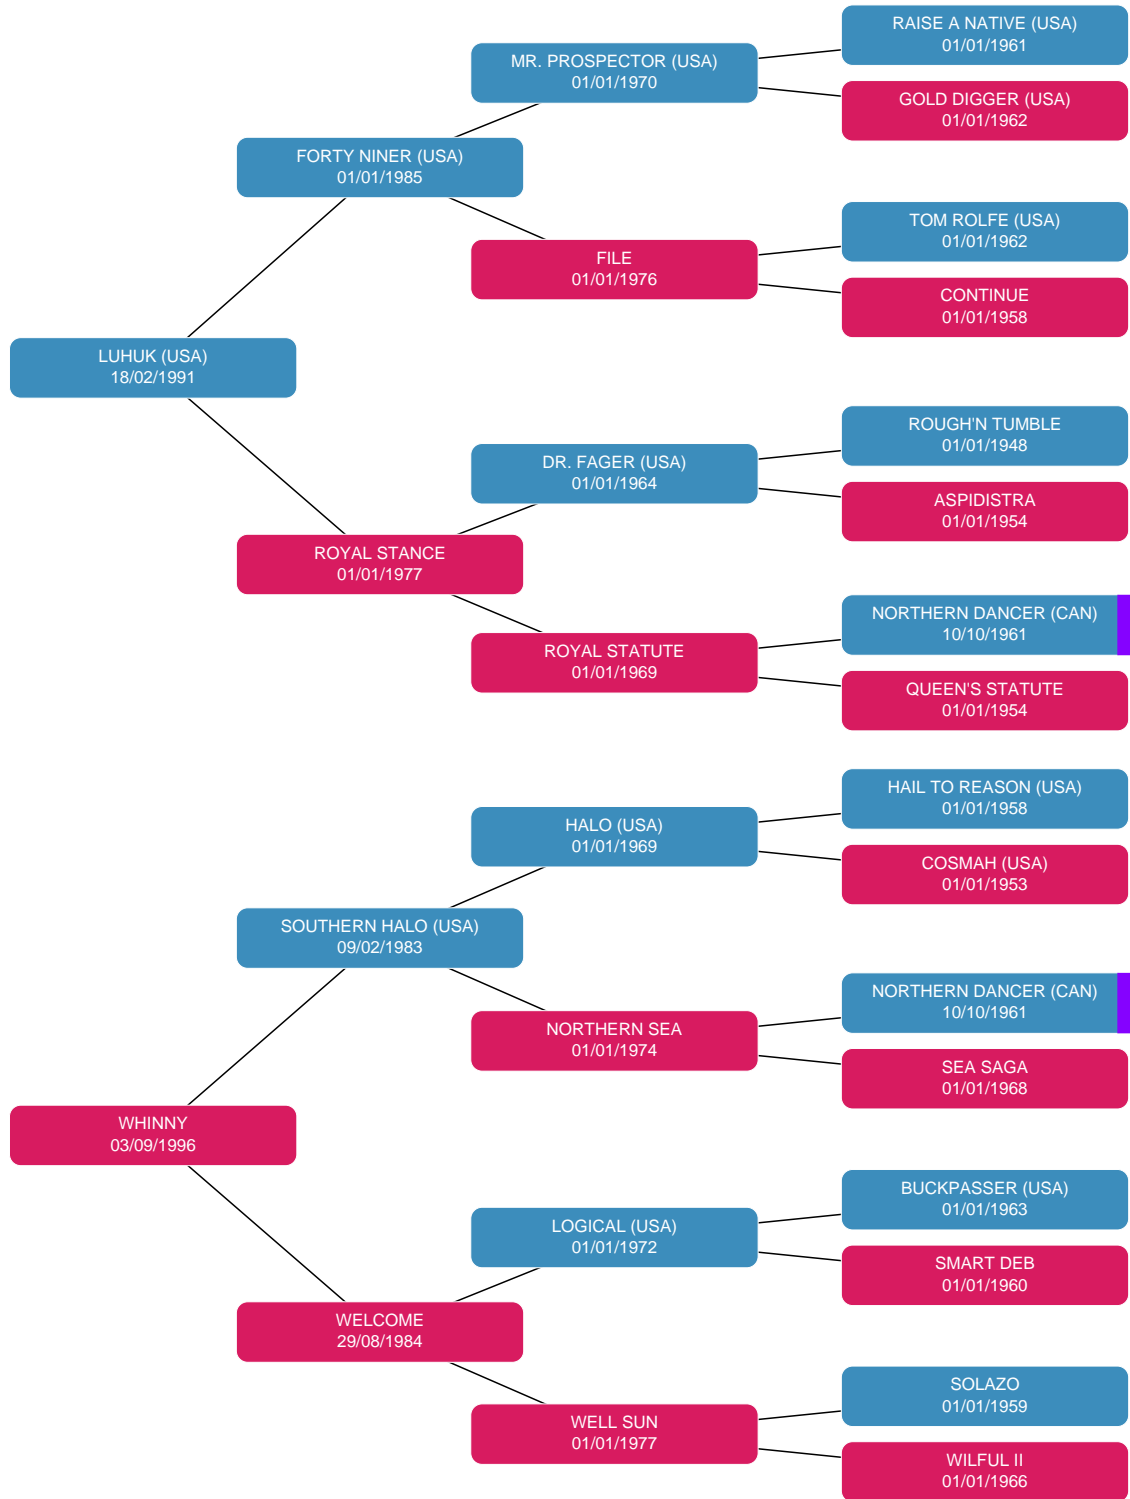 RAISE A NATIVE (USA)
01/01/1961
MR. PROSPECTOR (USA)
01/01/1970
GOLD DIGGER (USA)
01/01/1962
FORTY NINER (USA)
01/01/1985
TOM ROLFE (USA)
01/01/1962
FILE
01/01/1976
CONTINUE
01/01/1958
LUHUK (USA)
18/02/1991
ROUGH'N TUMBLE
01/01/1948
DR. FAGER (USA)
01/01/1964
ASPIDISTRA
01/01/1954
ROYAL STANCE
01/01/1977
NORTHERN DANCER (CAN)
10/10/1961
ROYAL STATUTE
01/01/1969
QUEEN'S STATUTE
01/01/1954
HAIL TO REASON (USA)
01/01/1958
HALO (USA)
01/01/1969
COSMAH (USA)
01/01/1953
SOUTHERN HALO (USA)
09/02/1983
NORTHERN DANCER (CAN)
10/10/1961
NORTHERN SEA
01/01/1974
SEA SAGA
01/01/1968
WHINNY
03/09/1996
BUCKPASSER (USA)
01/01/1963
LOGICAL (USA)
01/01/1972
SMART DEB
01/01/1960
WELCOME
29/08/1984
SOLAZO
01/01/1959
WELL SUN
01/01/1977
WILFUL II
01/01/1966